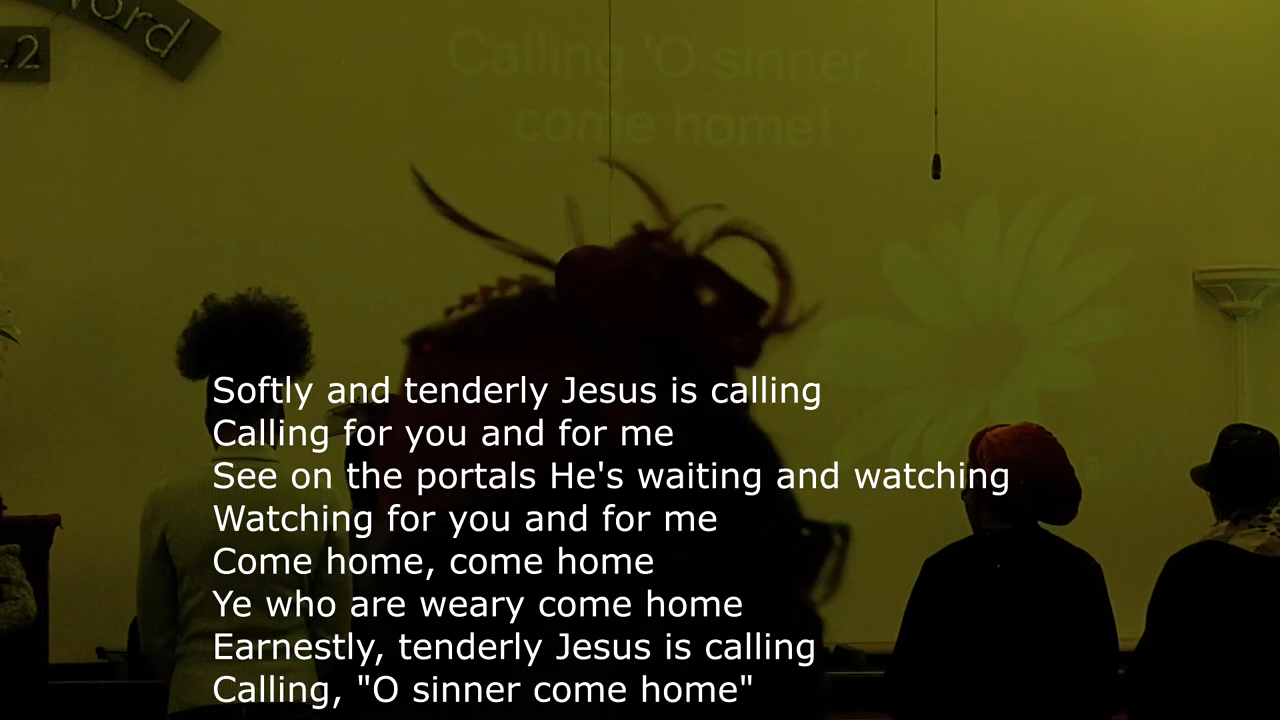 word
.2
Calling 'O sinner,
come home!
Softly and tenderly Jesus is calling
Calling for you and for me
See on the portals He's waiting and watching
Watching for you and for me
Come home, come home
Ye who are weary come home
Earnestly, tenderly Jesus is calling
Calling, "O sinner come home"